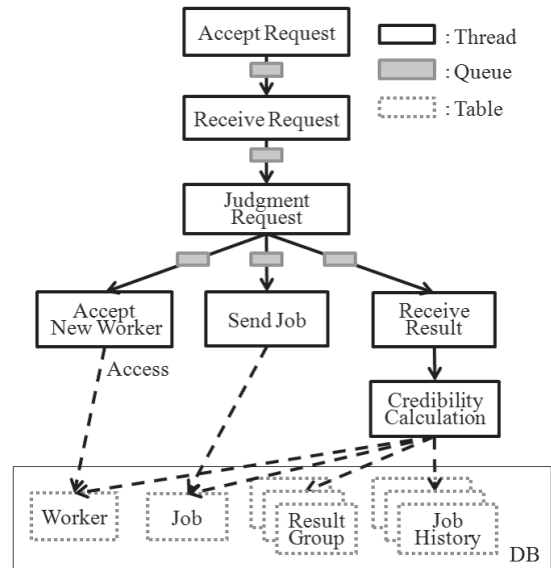 Accept Request
: Thread
: Queue
Receive Request
: Table
Judgment
Request
Accept
New Worker
Send Job
Receive
Result
Access
Credibility
Calculation
Worker
Job
Result
Group
Job
History
DB